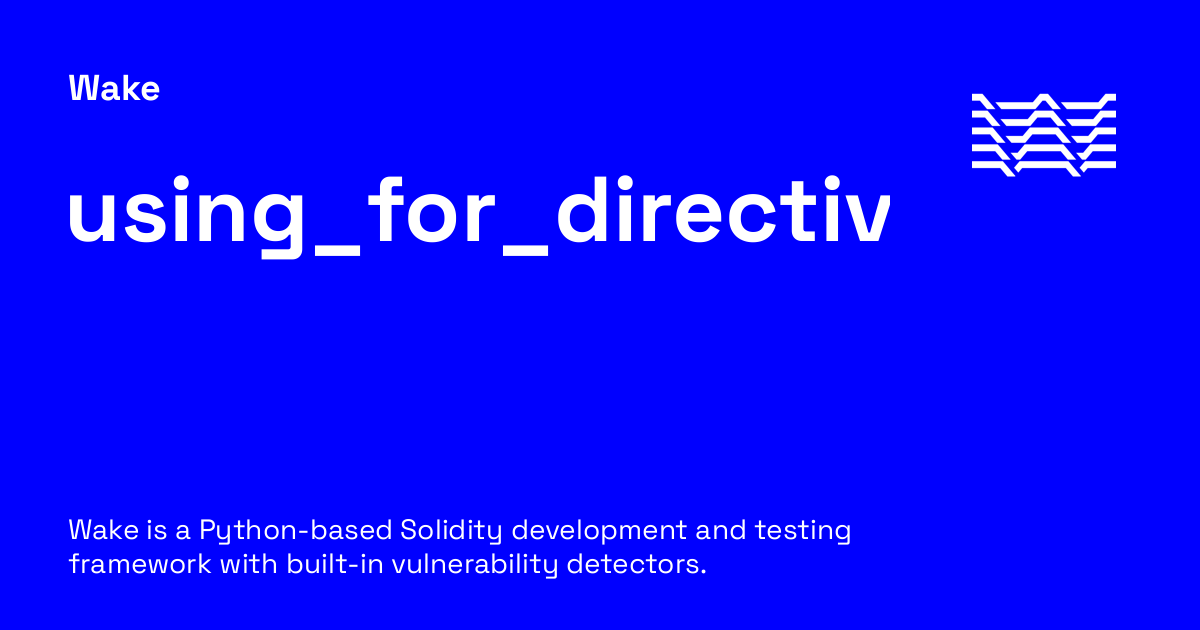 Wake
using_for_directiv
Wake is a Python-based Solidity development and testing
framework with built-in vulnerability detectors.